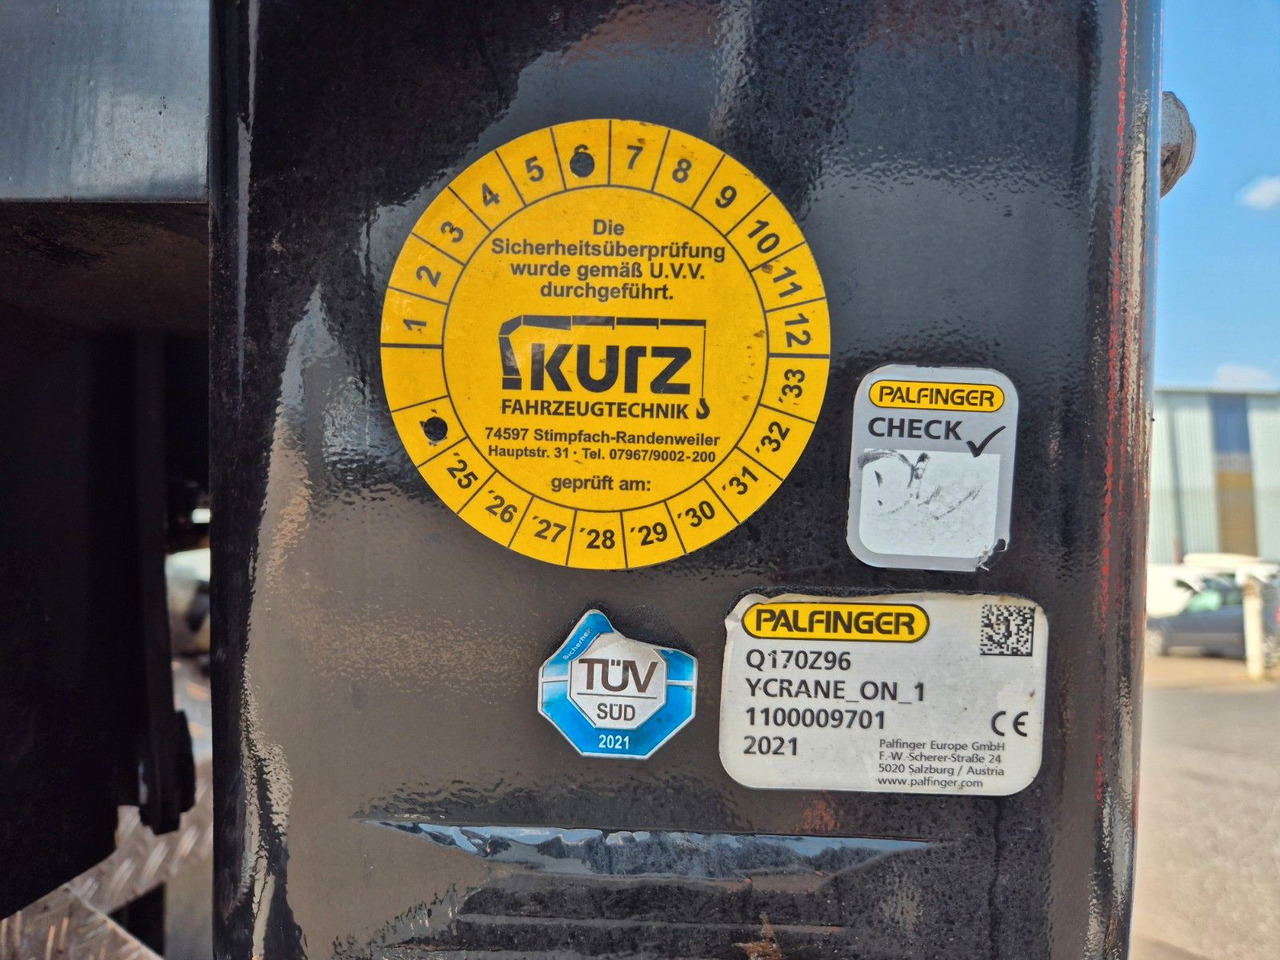 1 2 3 4 5 6 7 8 9 10 11 12
Die
Sicherheitsüberprüfung
wurde gemäß U.V.V.
durchgeführt.
KURZ
FAHRZEUGTECHNIK
74597 Stimpfach-Randenweiler
Hauptstr. 31 · Tel. 07967/9002-200
geprüft am:
'25 '26 '27 '28 '29 '30 '31 '32 '33
PALFINGER
CHECK
Sicherheit
TÜV
SÜD
2021
PALFINGER
Q170Z96
Y-CRANE_ON_1
1100009701
2021
CE
Palfinger Europe GmbH
F.-W.-Scherer-Straße 24
5020 Salzburg / Austria
www.palfinger.com